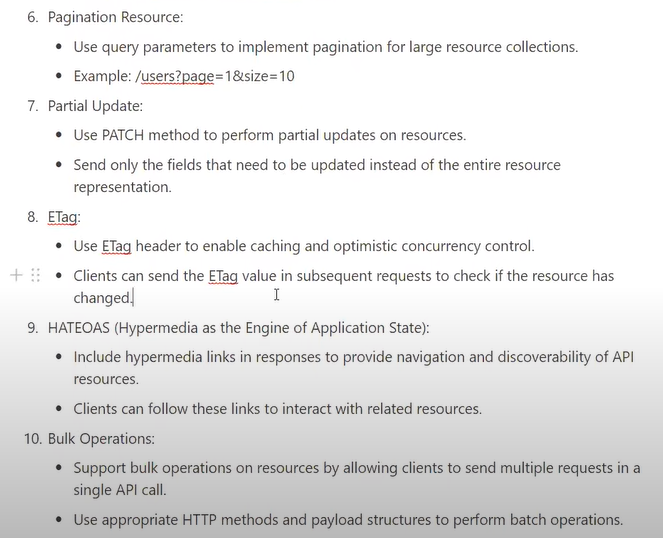 6. Pagination Resource:
• Use query parameters to implement pagination for large resource collections.
• Example: /users?page=1&size=10
7. Partial Update:
• Use PATCH method to perform partial updates on resources.
• Send only the fields that need to be updated instead of the entire resource
representation.
8. ETag:
• Use ETag header to enable caching and optimistic concurrency control.
• Clients can send the ETag value in subsequent requests to check if the resource has
changed.
9. HATEOAS (Hypermedia as the Engine of Application State):
• Include hypermedia links in responses to provide navigation and discoverability of API
resources.
• Clients can follow these links to interact with related resources.
10. Bulk Operations:
• Support bulk operations on resources by allowing clients to send multiple requests in a
single API call.
• Use appropriate HTTP methods and payload structures to perform batch operations.